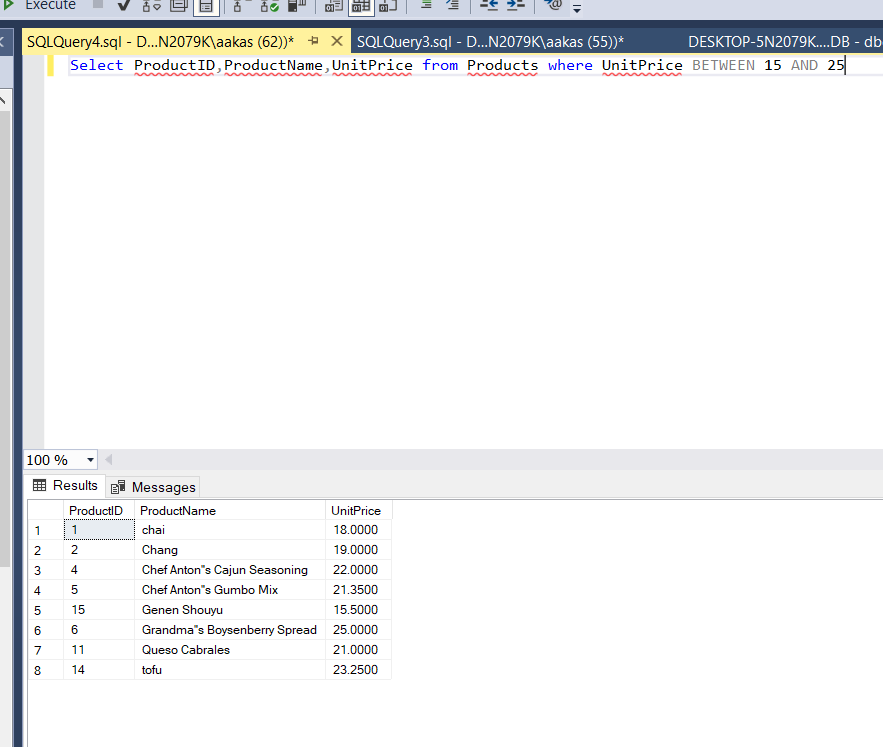 Execute
SQLQuery4.sql - D...N2079K\aakas (62))* SQLQuery3.sql - D...N2079K\aakas (55))* DESKTOP-5N2079K....DB - db
Select ProductID,ProductName,UnitPrice from Products where UnitPrice BETWEEN 15 AND 25
100 %
Results Messages
ProductID ProductName UnitPrice
1 1 chai 18.0000
2 2 Chang 19.0000
3 4 Chef Anton"s Cajun Seasoning 22.0000
4 5 Chef Anton"s Gumbo Mix 21.3500
5 15 Genen Shouyu 15.5000
6 6 Grandma"s Boysenberry Spread 25.0000
7 11 Queso Cabrales 21.0000
8 14 tofu 23.2500